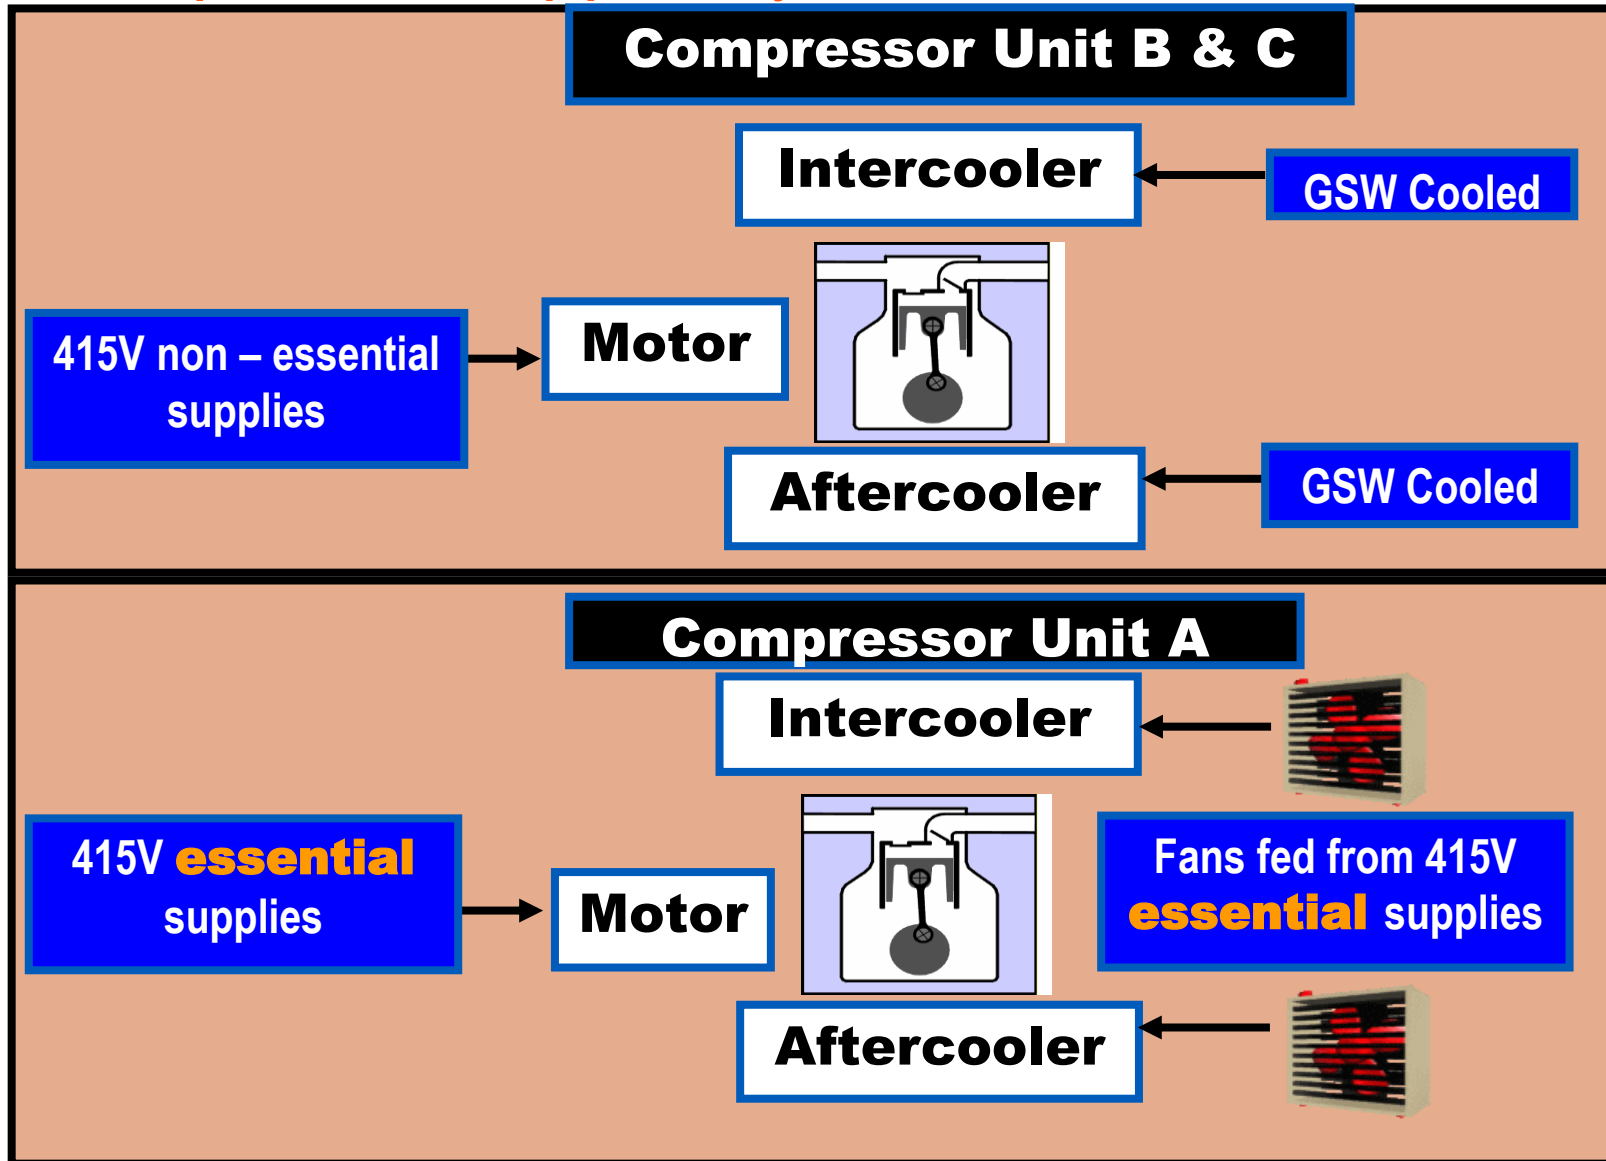 Compressor Unit B & C
Intercooler
GSW Cooled
415V non – essential
supplies
Motor
Aftercooler
GSW Cooled
Compressor Unit A
Intercooler
415V essential
supplies
Motor
Fans fed from 415V
essential supplies
Aftercooler